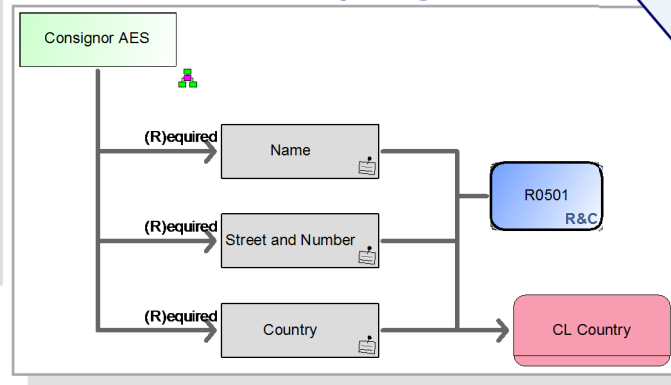 Consignor AES
(R)equired
Name
R0501
R&C
(R)equired
Street and Number
(R)equired
Country
CL Country